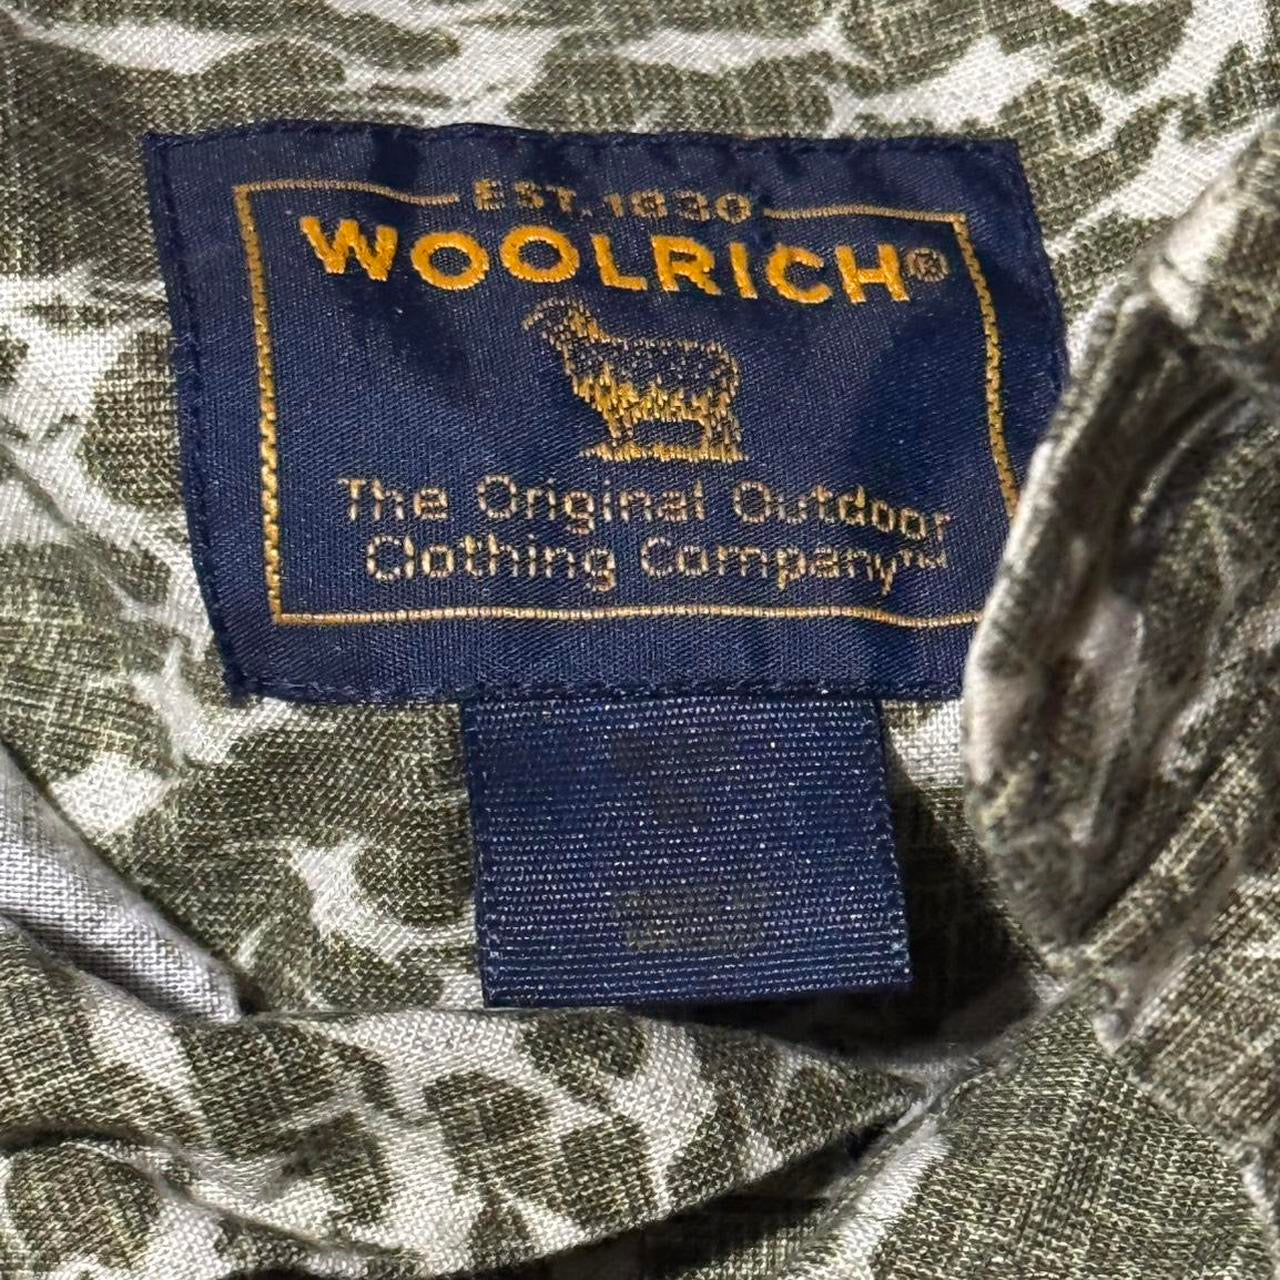 EST. 1830
WOOLRICH®
The Original Outdoor
Clothing Company™